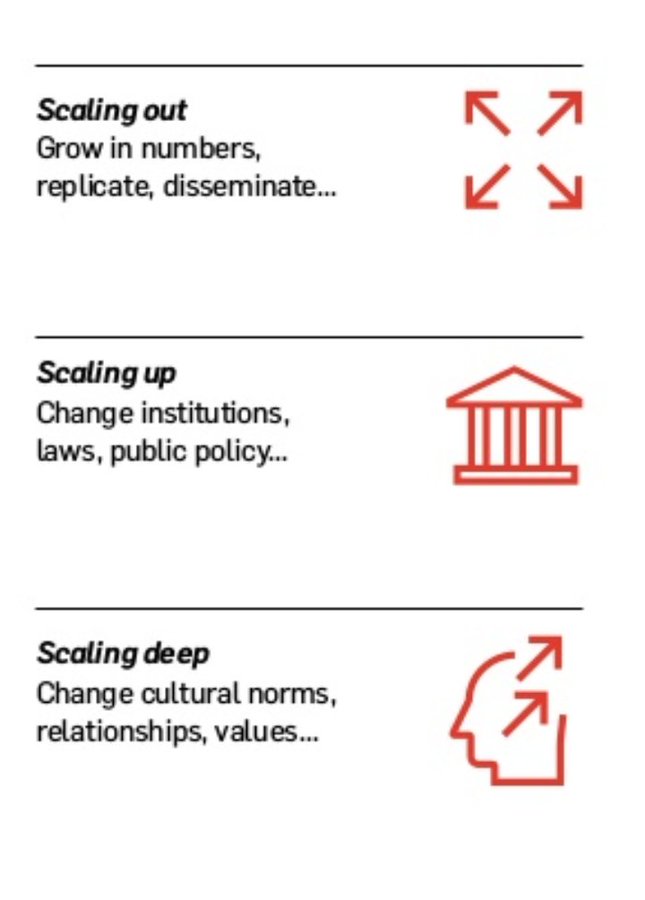 Scaling out
Grow in numbers,
replicate, disseminate...
Scaling up
Change institutions,
laws, public policy...
Scaling deep
Change cultural norms,
relationships, values...